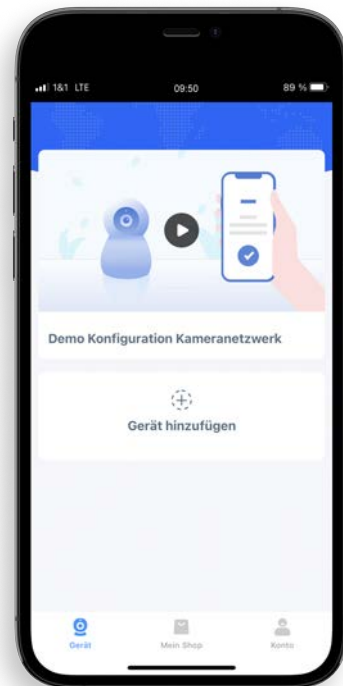 1&1 LTE 09:50 89 %
Demo Konfiguration Kameranetzwerk
Gerät hinzufügen
Gerät Mein Shop Konto